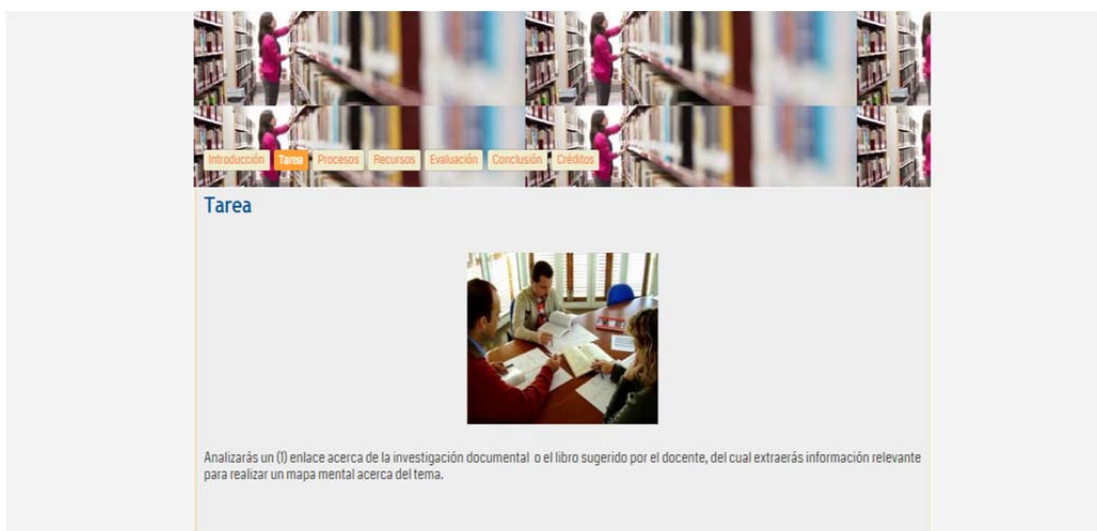 Introducción Tarea Procesos Recursos Evaluación Conclusión Créditos
Tarea
Analizarás un (1) enlace acerca de la investigación documental o el libro sugerido por el docente, del cual extraerás información relevante
para realizar un mapa mental acerca del tema.